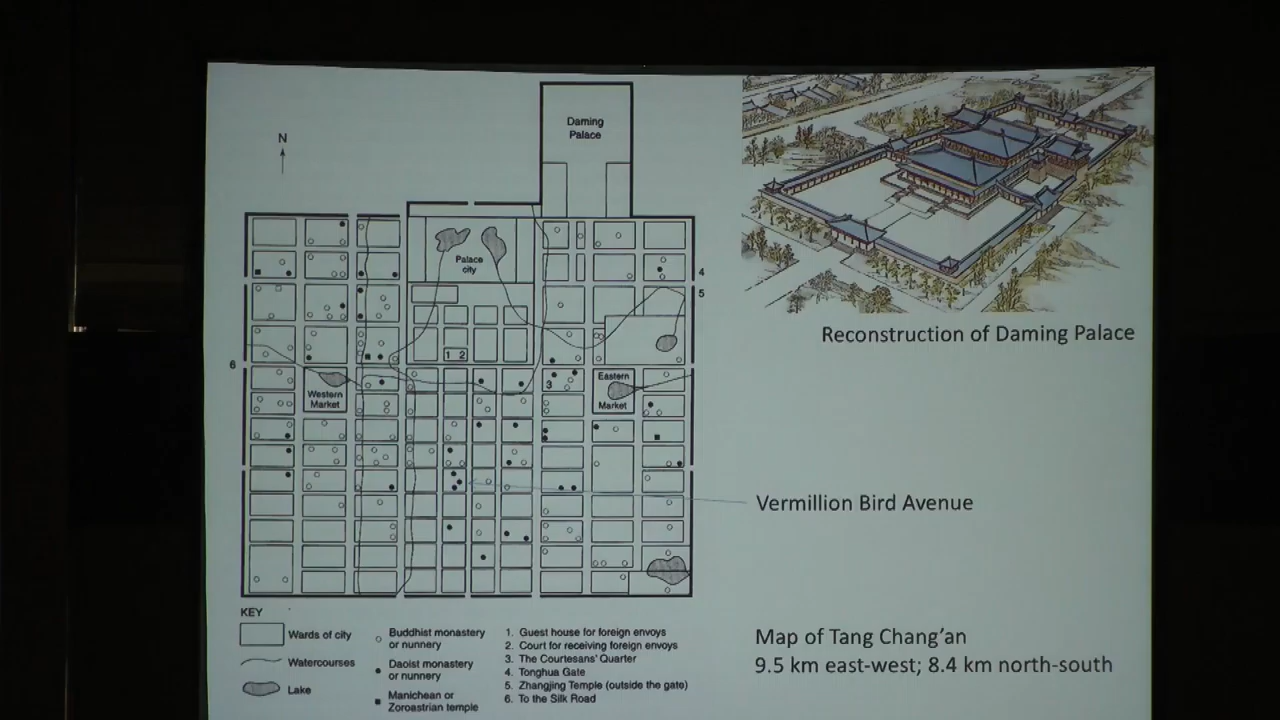 N
Daming
Palace
Palace
city
4
5
1 2
6
3
Western
Market
Eastern
Market
Reconstruction of Daming Palace
Vermillion Bird Avenue
KEY
Wards of city
Watercourses
Lake
Buddhist monastery
or nunnery
Daoist monastery
or nunnery
Manichean or
Zoroastrian temple
1. Guest house for foreign envoys
2. Court for receiving foreign envoys
3. The Courtesans' Quarter
4. Tonghua Gate
5. Zhangjing Temple (outside the gate)
6. To the Silk Road
Map of Tang Chang'an
9.5 km east-west; 8.4 km north-south